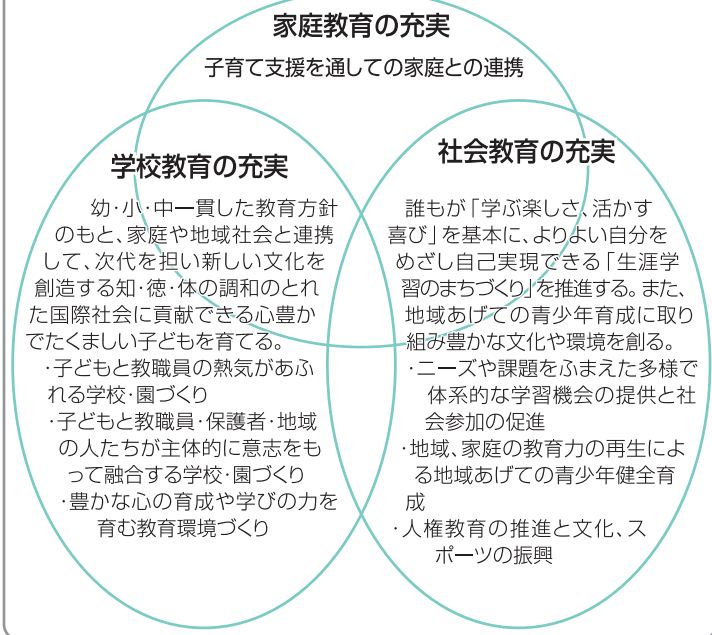 家庭教育の充実
子育て支援を通しての家庭との連携
学校教育の充実
幼・小・中一貫した教育方針
のもと、家庭や地域社会と連携
して、次代を担い新しい文化を
創造する知・徳・体の調和のとれ
た国際社会に貢献できる心豊か
でたくましい子どもを育てる。
・子どもと教職員の熱気があふ
れる学校・園づくり
・子どもと教職員・保護者・地域
の人たちが主体的に意志をも
って融合する学校・園づくり
・豊かな心の育成や学びの力を
育む教育環境づくり
社会教育の充実
誰もが「学ぶ楽しさ、活かす
喜び」を基本に、よりよい自分を
めざし自己実現できる「生涯学
習のまちづくり」を推進する。また、
地域あげての青少年育成に取り
組み豊かな文化や環境を創る。
・ニーズや課題をふまえた多様で
体系的な学習機会の提供と社
会参加の促進
・地域、家庭の教育力の再生によ
る地域あげての青少年健全育
成
・人権教育の推進と文化、ス
ポーツの振興